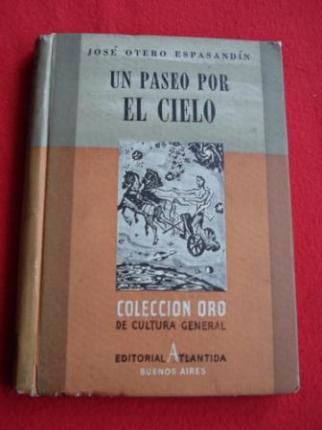 JOSÉ OTERO ESPASANDÍN
UN PASEO POR
EL CIELO
COLECCION ORO
DE CULTURA GENERAL
EDITORIAL ATLANTIDA
BUENOS AIRES